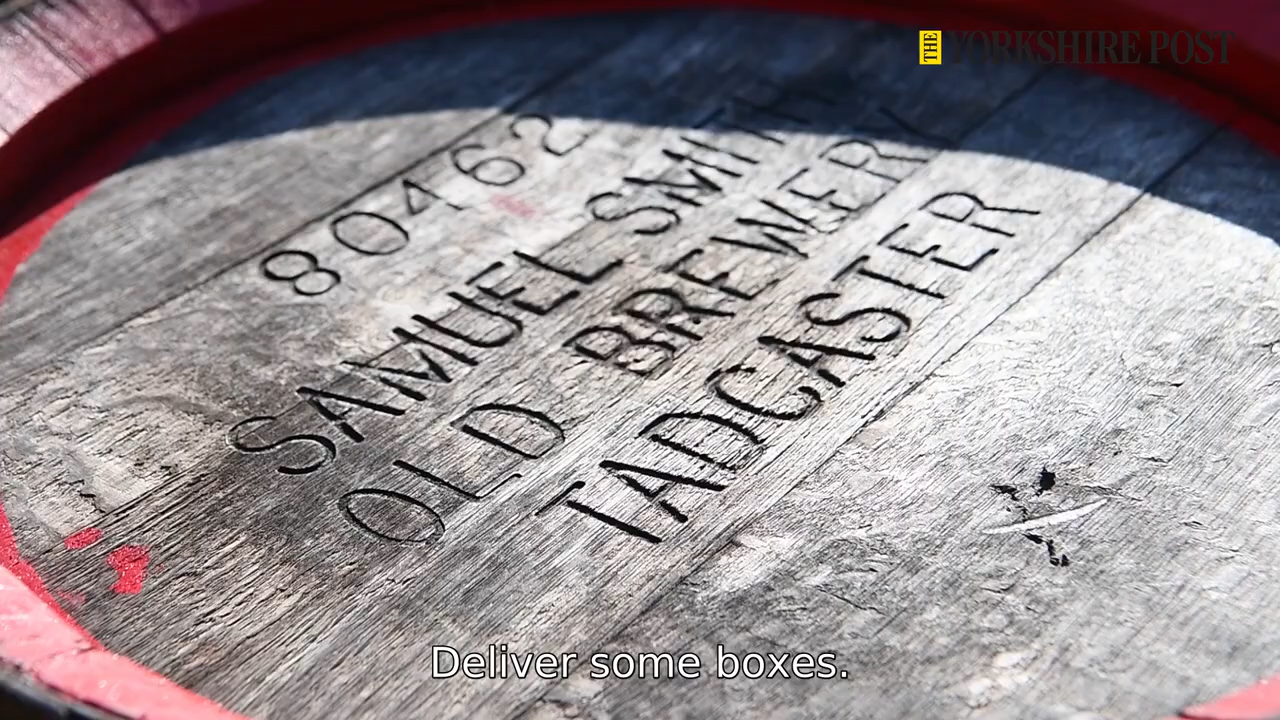 THE YORKSHIRE POST
80462
SAMUEL SMITH
OLD BREWERY
TADCASTER
Deliver some boxes.